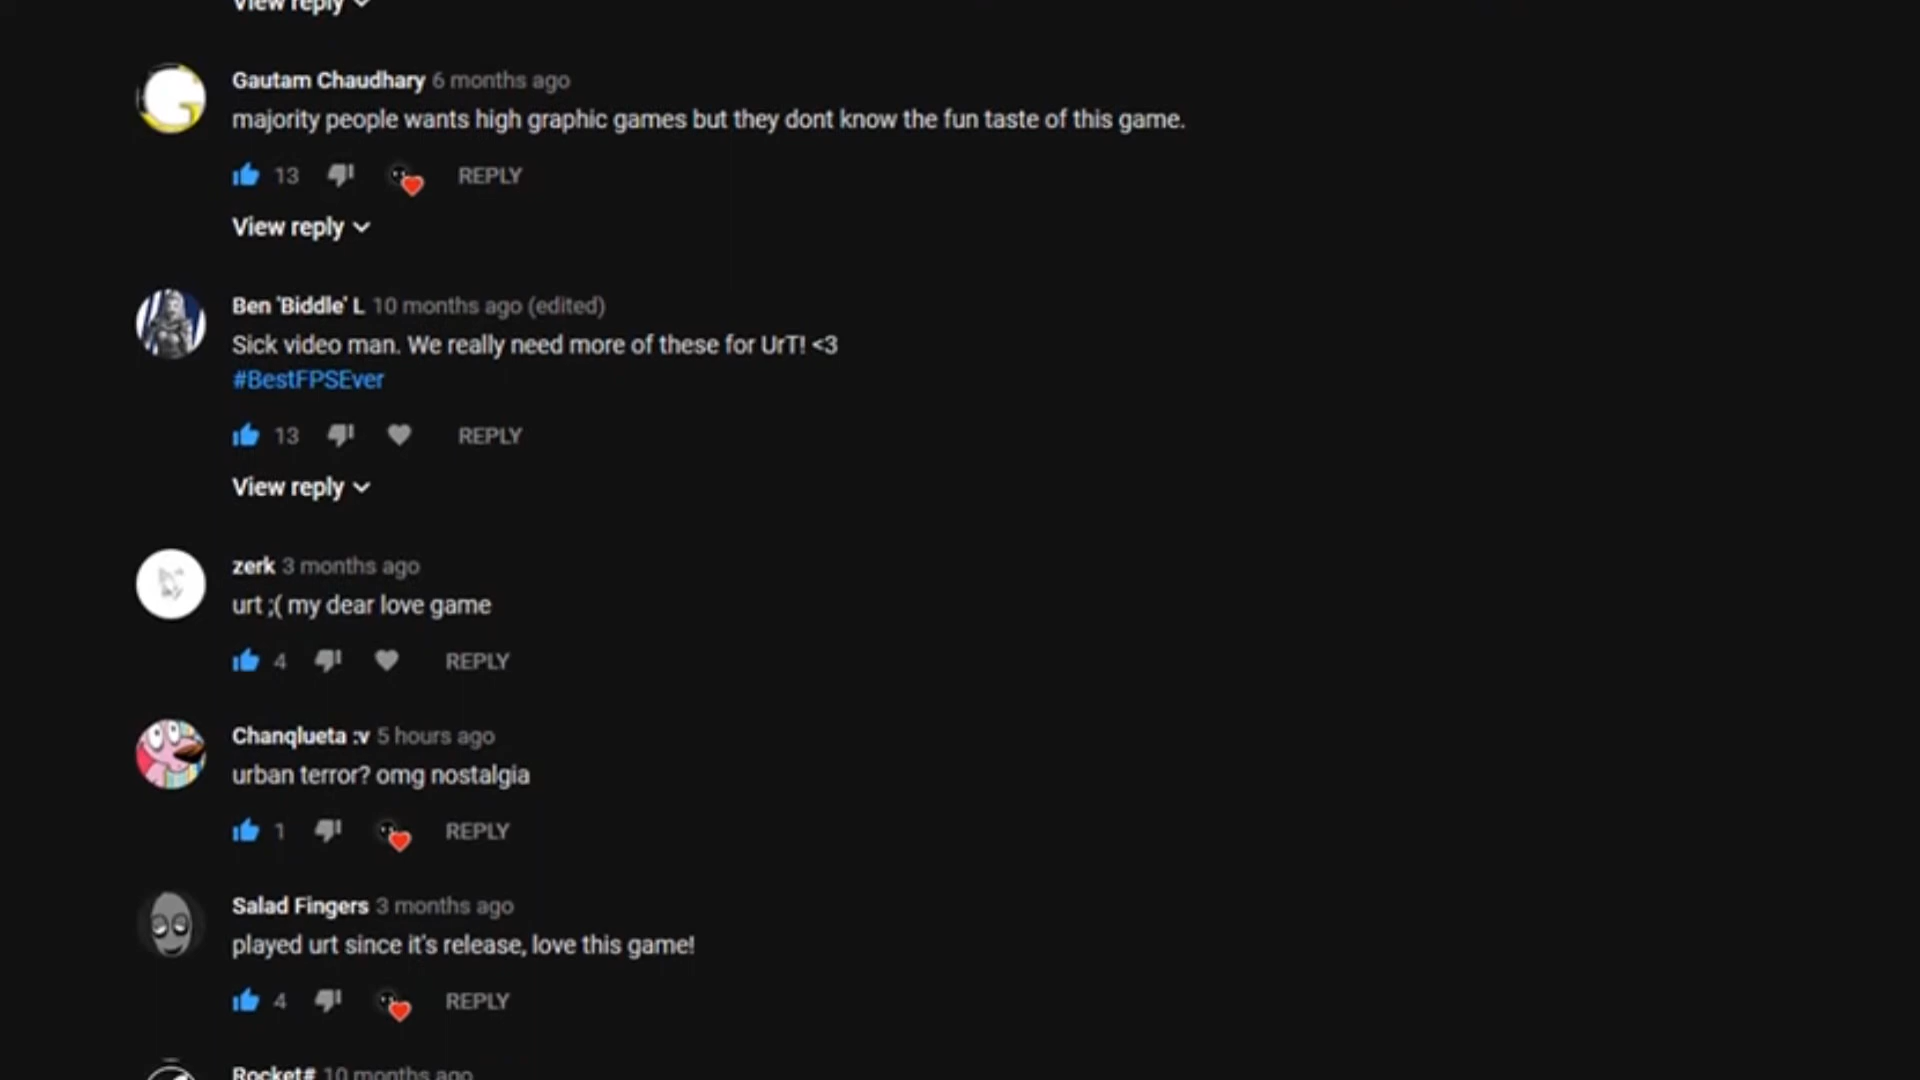 View reply
Gautam Chaudhary 6 months ago
majority people wants high graphic games but they dont know the fun taste of this game.
13 REPLY
View reply
Ben 'Biddle' L 10 months ago (edited)
Sick video man. We really need more of these for UrT! <3
#BestFPSEver
13 REPLY
View reply
zerk 3 months ago
urt ;( my dear love game
4 REPLY
Chanqlueta :v 5 hours ago
urban terror? omg nostalgia
1 REPLY
Salad Fingers 3 months ago
played urt since it's release, love this game!
4 REPLY
Rocket# 10 months ago